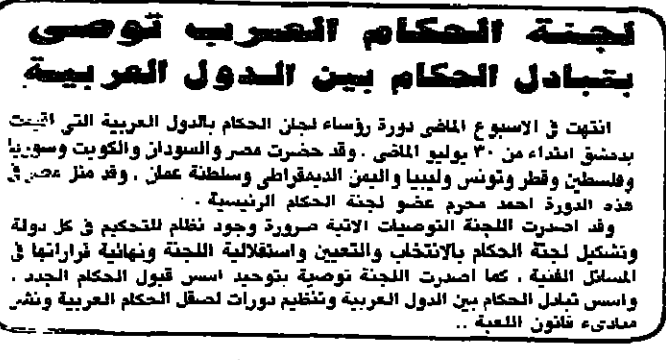 لجنة الحكام العرب توصى
بتبادل الحكام بين الدول العربية
انتهت في الاسبوع الماضى دورة رؤساء لجان الحكام بالدول العربية التى اقيمت
بدمشق ابتداء من ٣٠ يوليو الماضى . وقد حضرت مصر والسودان والكويت وسوريا
وفلسطين وقطر وتونس وليبيا واليمن الديمقراطى وسلطنة عمان . وقد مثل مصر في
هذه الدورة احمد محرم عضو لجنة الحكام الرئيسية .
وقد اصدرت اللجنة التوصيات الاتية ضرورة وجود نظام للتحكيم في كل دولة
وتشكيل لجنة الحكام بالانتخاب والتعيين واستقلالية اللجنة ونهائية قراراتها في
المسائل الفنية . كما اصدرت اللجنة توصية بتوحيد اسس قبول الحكام الجدد .
واسس تبادل الحكام بين الدول العربية وتنظيم دورات لصقل الحكام العربية ونشر
مبادىء قانون اللعبة ..